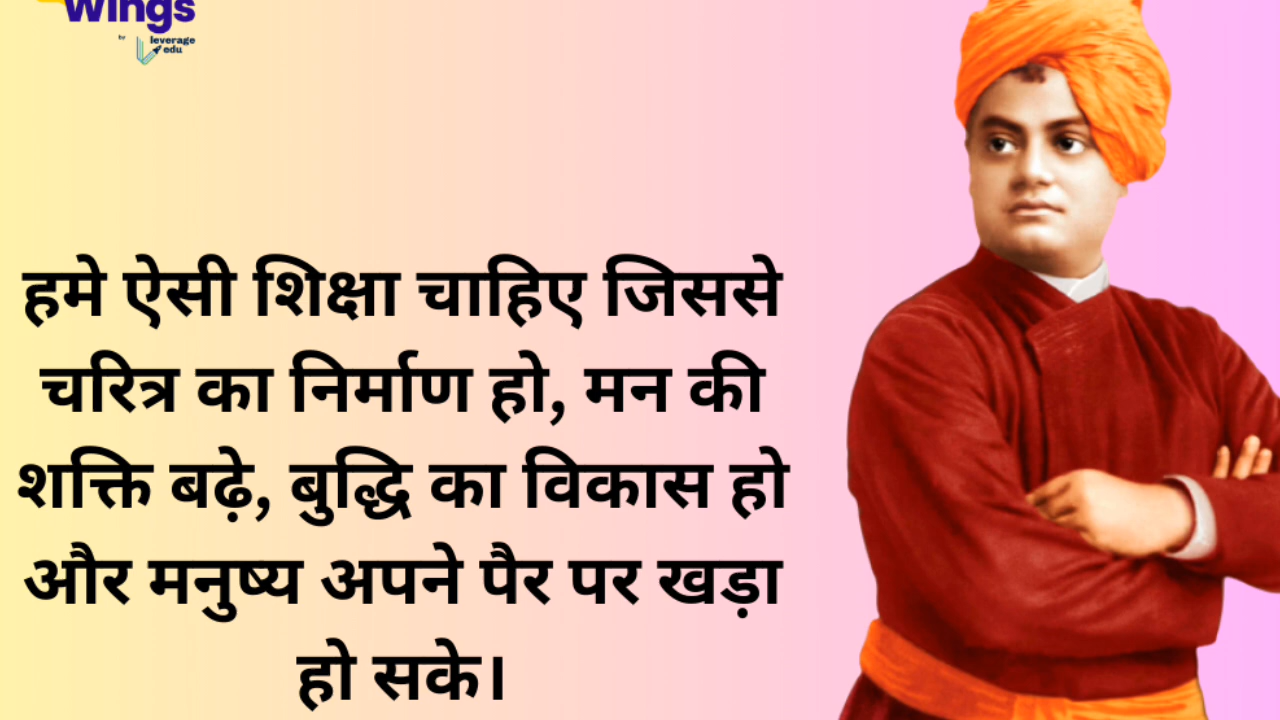 Wings
by leverage
edu
हमे ऐसी शिक्षा चाहिए जिससे
चरित्र का निर्माण हो, मन की
शक्ति बढ़े, बुद्धि का विकास हो
और मनुष्य अपने पैर पर खड़ा
हो सके।